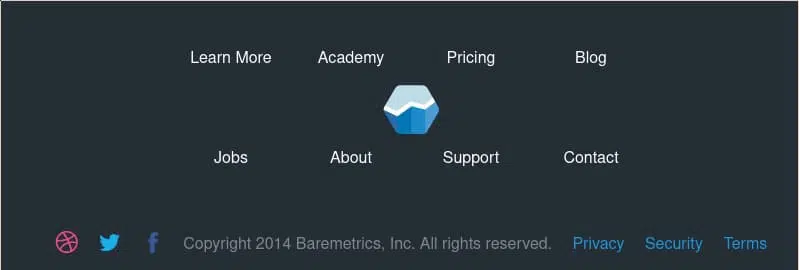 Learn More Academy Pricing Blog
Jobs About Support Contact
Copyright 2014 Baremetrics, Inc. All rights reserved. Privacy Security Terms